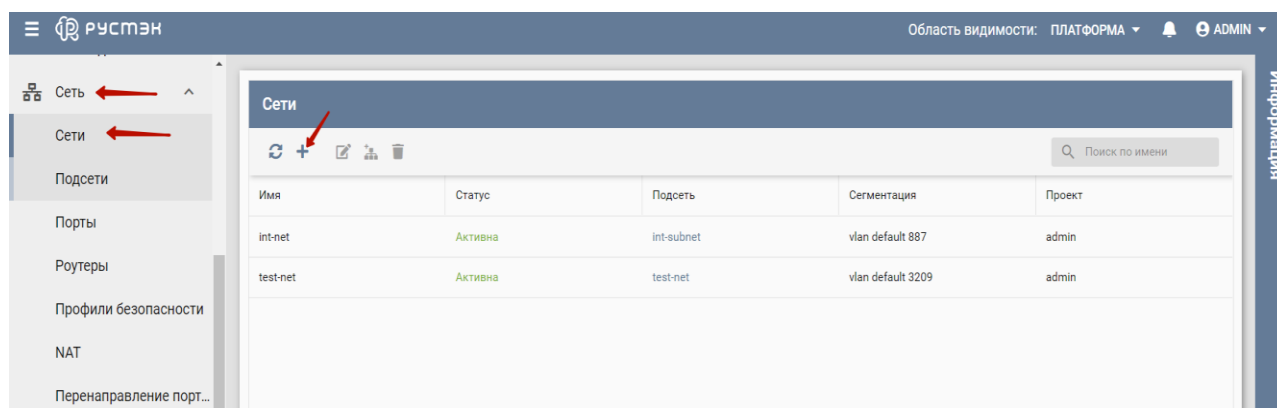 РУСТЭК
Область видимости: ПЛАТФОРМА
ADMIN
Сеть
Сети
Подсети
Порты
Роутеры
Профили безопасности
NAT
Перенаправление порт...
Сети
Поиск по имени
Имя Статус Подсеть Сегментация Проект
int-net Активна int-subnet vlan default 887 admin
test-net Активна test-net vlan default 3209 admin
Информация